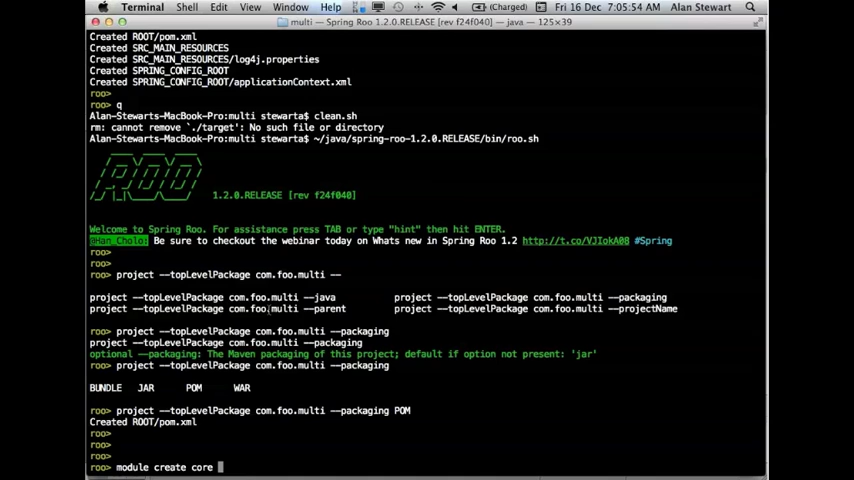 Terminal Shell Edit View Window Help (Charged) Fri 16 Dec 7:05:54 AM Alan Stewart
multi — Spring Roo 1.2.0.RELEASE [rev f24f040] — java — 125×39
Created ROOT/pom.xml
Created SRC_MAIN_RESOURCES
Created SRC_MAIN_RESOURCES/log4j.properties
Created SPRING_CONFIG_ROOT
Created SPRING_CONFIG_ROOT/applicationContext.xml
roo>
roo> q
Alan-Stewarts-MacBook-Pro:multi stewarta$ clean.sh
rm: cannot remove `./target': No such file or directory
Alan-Stewarts-MacBook-Pro:multi stewarta$ ~/java/spring-roo-1.2.0.RELEASE/bin/roo.sh
ROO
1.2.0.RELEASE [rev f24f040]
Welcome to Spring Roo. For assistance press TAB or type "hint" then hit ENTER.
@Han_Cholo: Be sure to checkout the webinar today on Whats new in Spring Roo 1.2 http://t.co/VJIokA08 #Spring
roo>
roo>
roo> project --topLevelPackage com.foo.multi --
project --topLevelPackage com.foo.multi --java project --topLevelPackage com.foo.multi --packaging
project --topLevelPackage com.foo.multi --parent project --topLevelPackage com.foo.multi --projectName
roo> project --topLevelPackage com.foo.multi --packaging
project --topLevelPackage com.foo.multi --packaging
optional --packaging: The Maven packaging of this project; default if option not present: 'jar'
roo> project --topLevelPackage com.foo.multi --packaging
BUNDLE JAR POM WAR
roo> project --topLevelPackage com.foo.multi --packaging POM
Created ROOT/pom.xml
roo>
roo>
roo>
roo> module create core